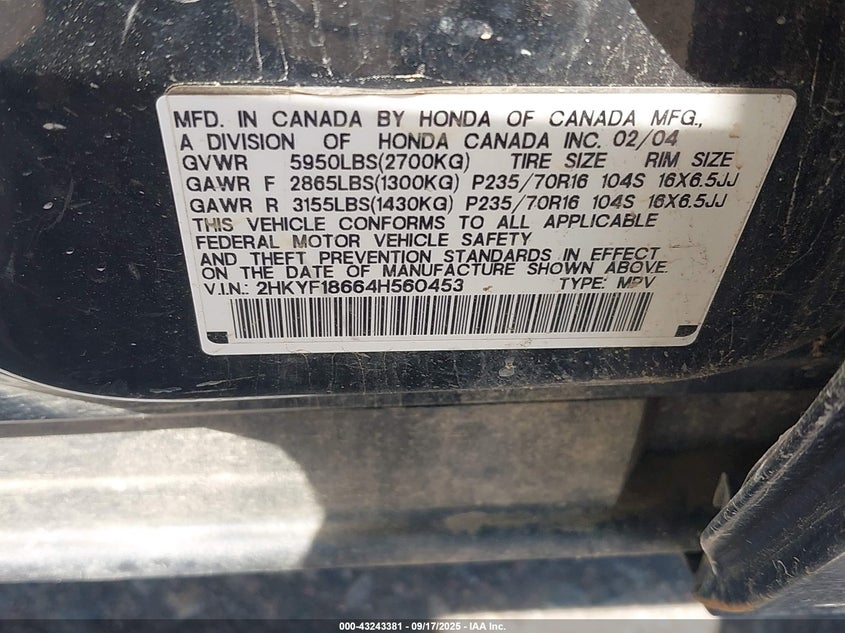 MFD. IN CANADA BY HONDA OF CANADA MFG.,
A DIVISION OF HONDA CANADA INC. 02/04
GVWR 5950LBS(2700KG) TIRE SIZE RIM SIZE
GAWR F 2865LBS(1300KG) P235/70R16 104S 16X6.5JJ
GAWR R 3155LBS(1430KG) P235/70R16 104S 16X6.5JJ
THIS VEHICLE CONFORMS TO ALL APPLICABLE
FEDERAL MOTOR VEHICLE SAFETY
AND THEFT PREVENTION STANDARDS IN EFFECT
ON THE DATE OF MANUFACTURE SHOWN ABOVE.
V.I.N.: 2HKYF18664H560453 TYPE: MPV
000-43243381 - 09/17/2025 - IAA Inc.